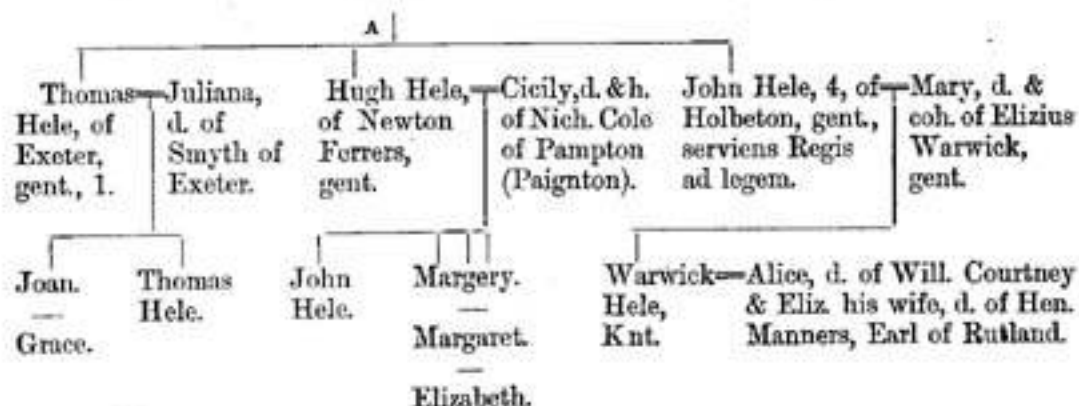 A
Thomas
Hele, of
Exeter,
gent., 1.
Juliana,
d. of
Smyth of
Exeter.
Hugh Hele,
of Newton
Ferrers,
gent.
Cicily, d. & h.
of Nich. Cole
of Pampton
(Paignton).
John Hele, 4, of
Holbeton, gent.,
serviens Regis
ad legem.
Mary, d. &
coh. of Elizius
Warwick,
gent.
Joan.
—
Grace.
Thomas
Hele.
John
Hele.
Margery.
—
Margaret.
—
Elizabeth.
Warwick
Hele,
Knt.
Alice, d. of Will. Courtney
& Eliz. his wife, d. of Hen.
Manners, Earl of Rutland.